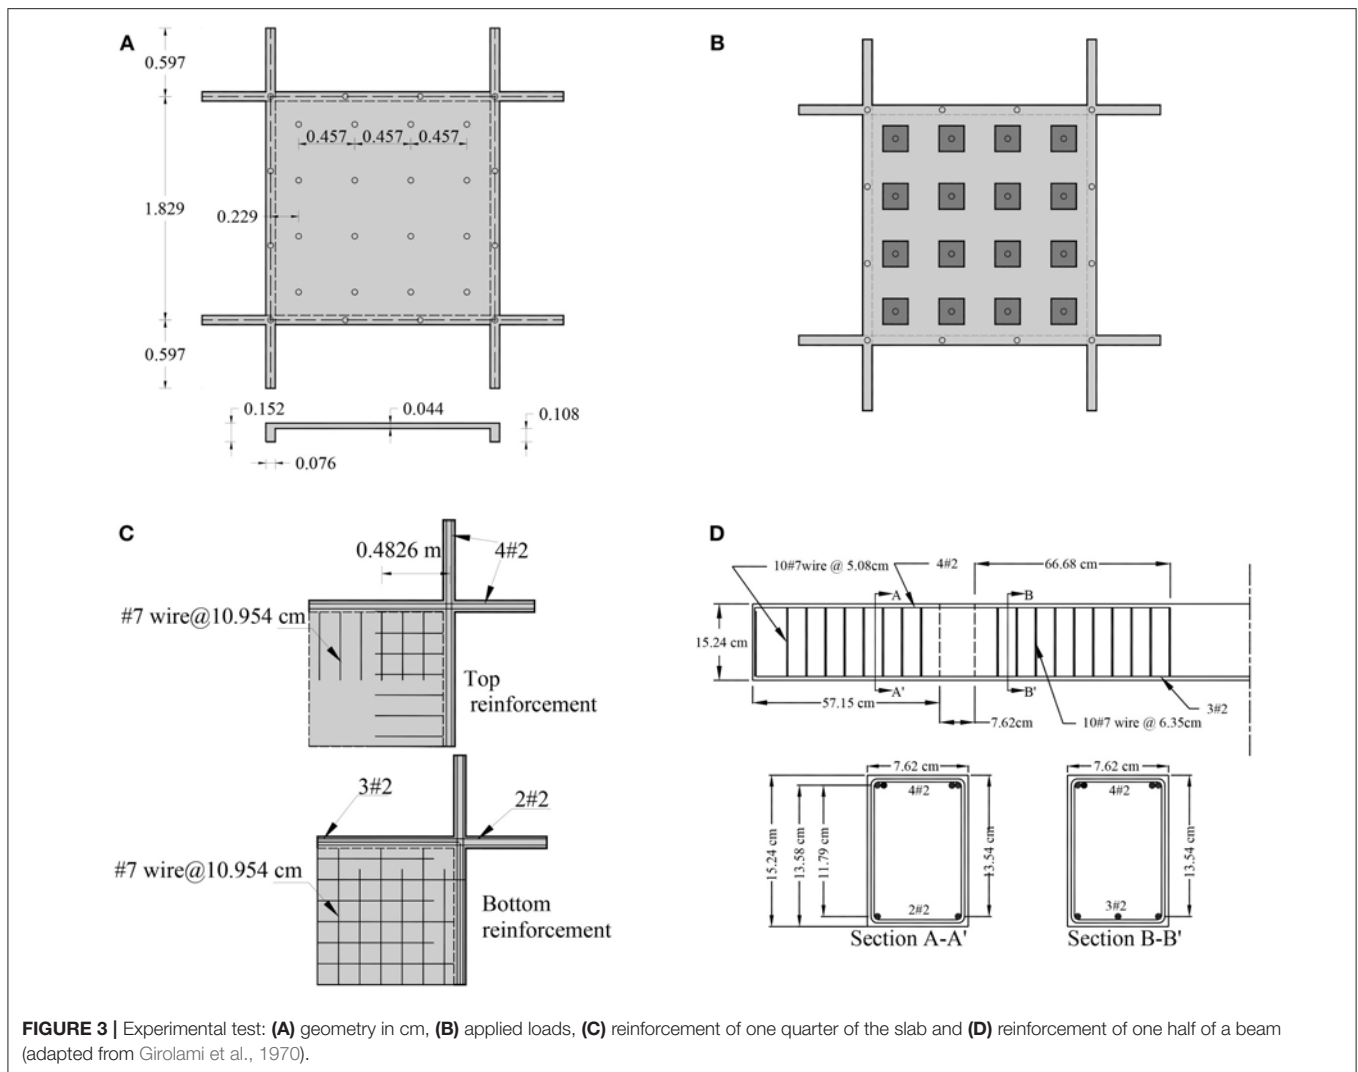 A
0.597
1.829
0.597
0.457
0.457
0.457
0.229
0.152
0.044
0.108
0.076
B
C
0.4826 m
4#2
#7 wire@10.954 cm
Top
reinforcement
3#2
2#2
#7 wire@10.954 cm
Bottom
reinforcement
D
10#7wire @ 5.08cm
4#2
66.68 cm
A
B
15.24 cm
A'
B'
57.15 cm
7.62cm
10#7 wire @ 6.35cm
3#2
7.62 cm
4#2
15.24 cm
13.58 cm
11.79 cm
13.54 cm
2#2
Section A-A'
7.62 cm
4#2
13.54 cm
3#2
Section B-B'
FIGURE 3 | Experimental test: (A) geometry in cm, (B) applied loads, (C) reinforcement of one quarter of the slab and (D) reinforcement of one half of a beam
(adapted from Girolami et al., 1970).